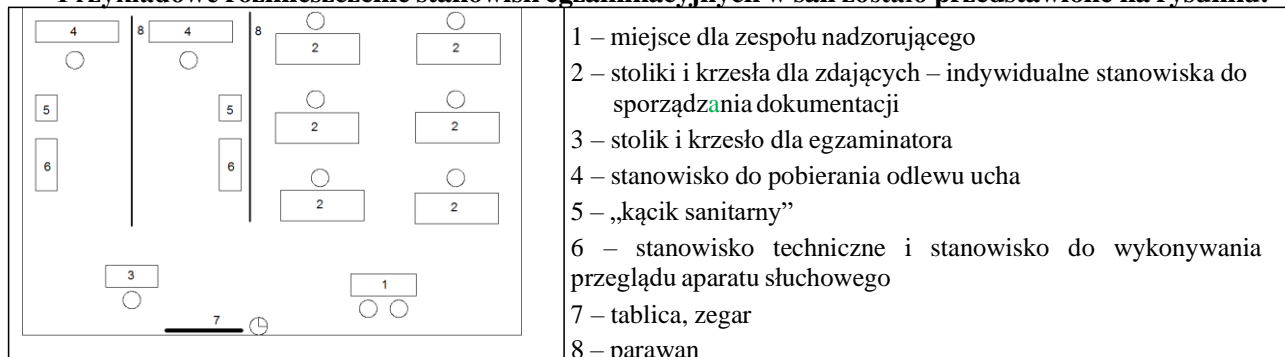 Przykładowe rozmieszczenie stanowisk egzaminacyjnych w sali zostało przedstawione na rysunku.
4 8 4 8
2 2
5 5
2 2
6 6
2 2
3
1
7
1 – miejsce dla zespołu nadzorującego
2 – stoliki i krzesła dla zdających – indywidualne stanowiska do
sporządzania dokumentacji
3 – stolik i krzesło dla egzaminatora
4 – stanowisko do pobierania odlewu ucha
5 – „kącik sanitarny”
6 – stanowisko techniczne i stanowisko do wykonywania
przeglądu aparatu słuchowego
7 – tablica, zegar
8 – parawan